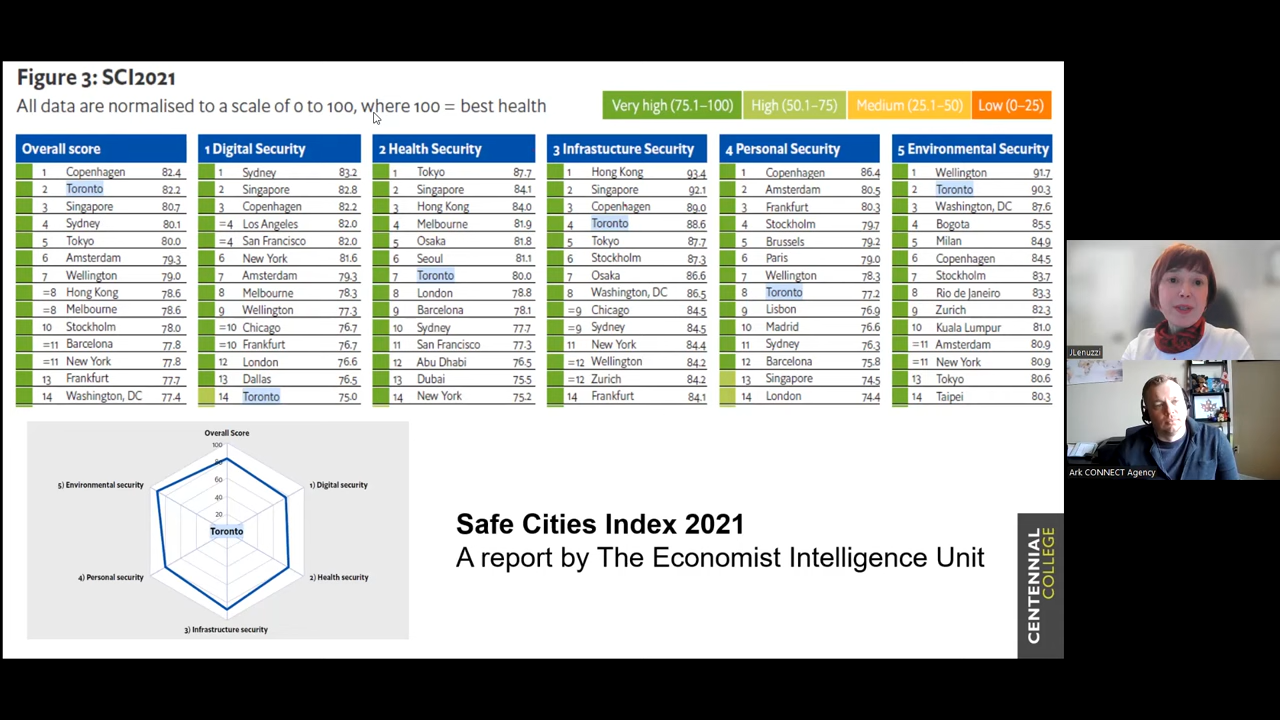 Figure 3: SCI2021
All data are normalised to a scale of 0 to 100, where 100 = best health
Very high (75.1–100) High (50.1–75) Medium (25.1–50) Low (0–25)
Overall score
1 Copenhagen 82.4
2 Toronto 82.2
3 Singapore 80.7
4 Sydney 80.1
5 Tokyo 80.0
6 Amsterdam 79.3
7 Wellington 79.0
=8 Hong Kong 78.6
=8 Melbourne 78.6
10 Stockholm 78.0
=11 Barcelona 77.8
=11 New York 77.8
13 Frankfurt 77.7
14 Washington, DC 77.4
1 Digital Security
1 Sydney 83.2
2 Singapore 82.8
3 Copenhagen 82.2
=4 Los Angeles 82.0
=4 San Francisco 82.0
6 New York 81.6
7 Amsterdam 79.3
8 Melbourne 78.3
9 Wellington 77.3
=10 Chicago 76.7
=10 Frankfurt 76.7
12 London 76.6
13 Dallas 76.5
14 Toronto 75.0
2 Health Security
1 Tokyo 87.7
2 Singapore 84.1
3 Hong Kong 84.0
4 Melbourne 81.9
5 Osaka 81.8
6 Seoul 81.1
7 Toronto 80.0
8 London 78.8
9 Barcelona 78.1
10 Sydney 77.7
11 San Francisco 77.3
12 Abu Dhabi 76.5
13 Dubai 75.5
14 New York 75.2
3 Infrastucture Security
1 Hong Kong 93.4
2 Singapore 92.1
3 Copenhagen 89.0
4 Toronto 88.6
5 Tokyo 87.7
6 Stockholm 87.3
7 Osaka 86.6
8 Washington, DC 86.5
=9 Chicago 84.5
=9 Sydney 84.5
11 New York 84.4
=12 Wellington 84.2
=12 Zurich 84.2
14 Frankfurt 84.1
4 Personal Security
1 Copenhagen 86.4
2 Amsterdam 80.5
3 Frankfurt 80.3
4 Stockholm 79.7
5 Brussels 79.2
6 Paris 79.0
7 Wellington 78.3
8 Toronto 77.2
9 Lisbon 76.9
10 Madrid 76.6
11 Sydney 76.3
12 Barcelona 75.8
13 Singapore 74.5
14 London 74.4
5 Environmental Security
1 Wellington 91.7
2 Toronto 90.3
3 Washington, DC 87.6
4 Bogota 85.5
5 Milan 84.9
6 Copenhagen 84.5
7 Stockholm 83.7
8 Rio de Janeiro 83.3
9 Zurich 82.3
10 Kuala Lumpur 81.0
=11 Amsterdam 80.9
=11 New York 80.9
13 Tokyo 80.6
14 Taipei 80.3
Overall Score
100
80
60
40
20
Toronto
1) Digital security
2) Health security
3) Infrastructure security
4) Personal security
5) Environmental security
Safe Cities Index 2021
A report by The Economist Intelligence Unit
CENTENNIAL
COLLEGE
JLenuzzi
Ark CONNECT Agency